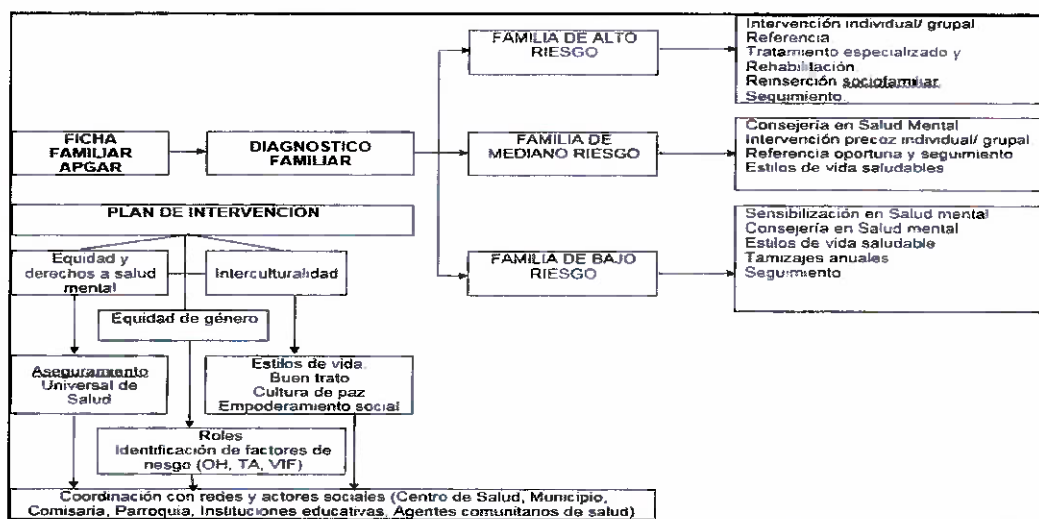 FAMILIA DE ALTO
RIESGO
Intervención individual/ grupal
Referencia
Tratamiento especializado y
Rehabilitación.
Reinserción sociofamiliar.
Seguimiento.
FICHA
FAMILIAR
APGAR
DIAGNOSTICO
FAMILIAR
FAMILIA DE
MEDIANO RIESGO
Consejería en Salud Mental
Intervención precoz individual/ grupal
Referencia oportuna y seguimiento
Estilos de vida saludables
PLAN DE INTERVENCION
Equidad y
derechos a salud
mental
Interculturalidad
Equidad de género
FAMILIA DE BAJO
RIESGO
Sensibilización en Salud mental
Consejería en Salud mental
Estilos de vida saludable
Tamizajes anuales
Seguimiento
Aseguramiento
Universal de
Salud
Estilos de vida.
Buen trato
Cultura de paz
Empoderamiento social
Roles
Identificación de factores de
riesgo (OH, TA, VIF)
Coordinación con redes y actores sociales (Centro de Salud, Municipio,
Comisaria, Parroquia, Instituciones educativas, Agentes comunitarios de salud)